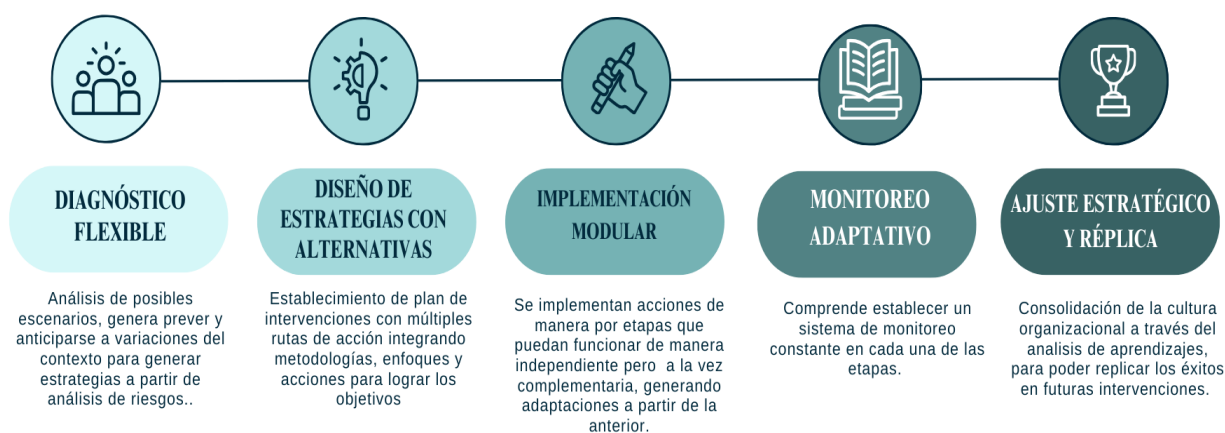 DIAGNÓSTICO
FLEXIBLE
Análisis de posibles
escenarios, genera prever y
anticiparse a variaciones del
contexto para generar
estrategias a partir de
análisis de riesgos..
DISEÑO DE
ESTRATEGIAS CON
ALTERNATIVAS
Establecimiento de plan de
intervenciones con múltiples
rutas de acción integrando
metodologías, enfoques y
acciones para lograr los
objetivos
IMPLEMENTACIÓN
MODULAR
Se implementan acciones de
manera por etapas que
puedan funcionar de manera
independiente pero  a la vez
complementaria, generando
adaptaciones a partir de la
anterior.
MONITOREO
ADAPTATIVO
Comprende establecer un
sistema de monitoreo
constante en cada una de las
etapas.
AJUSTE ESTRATÉGICO
Y RÉPLICA
Consolidación de la cultura
organizacional a través del
analisis de aprendizajes,
para poder replicar los éxitos
en futuras intervenciones.